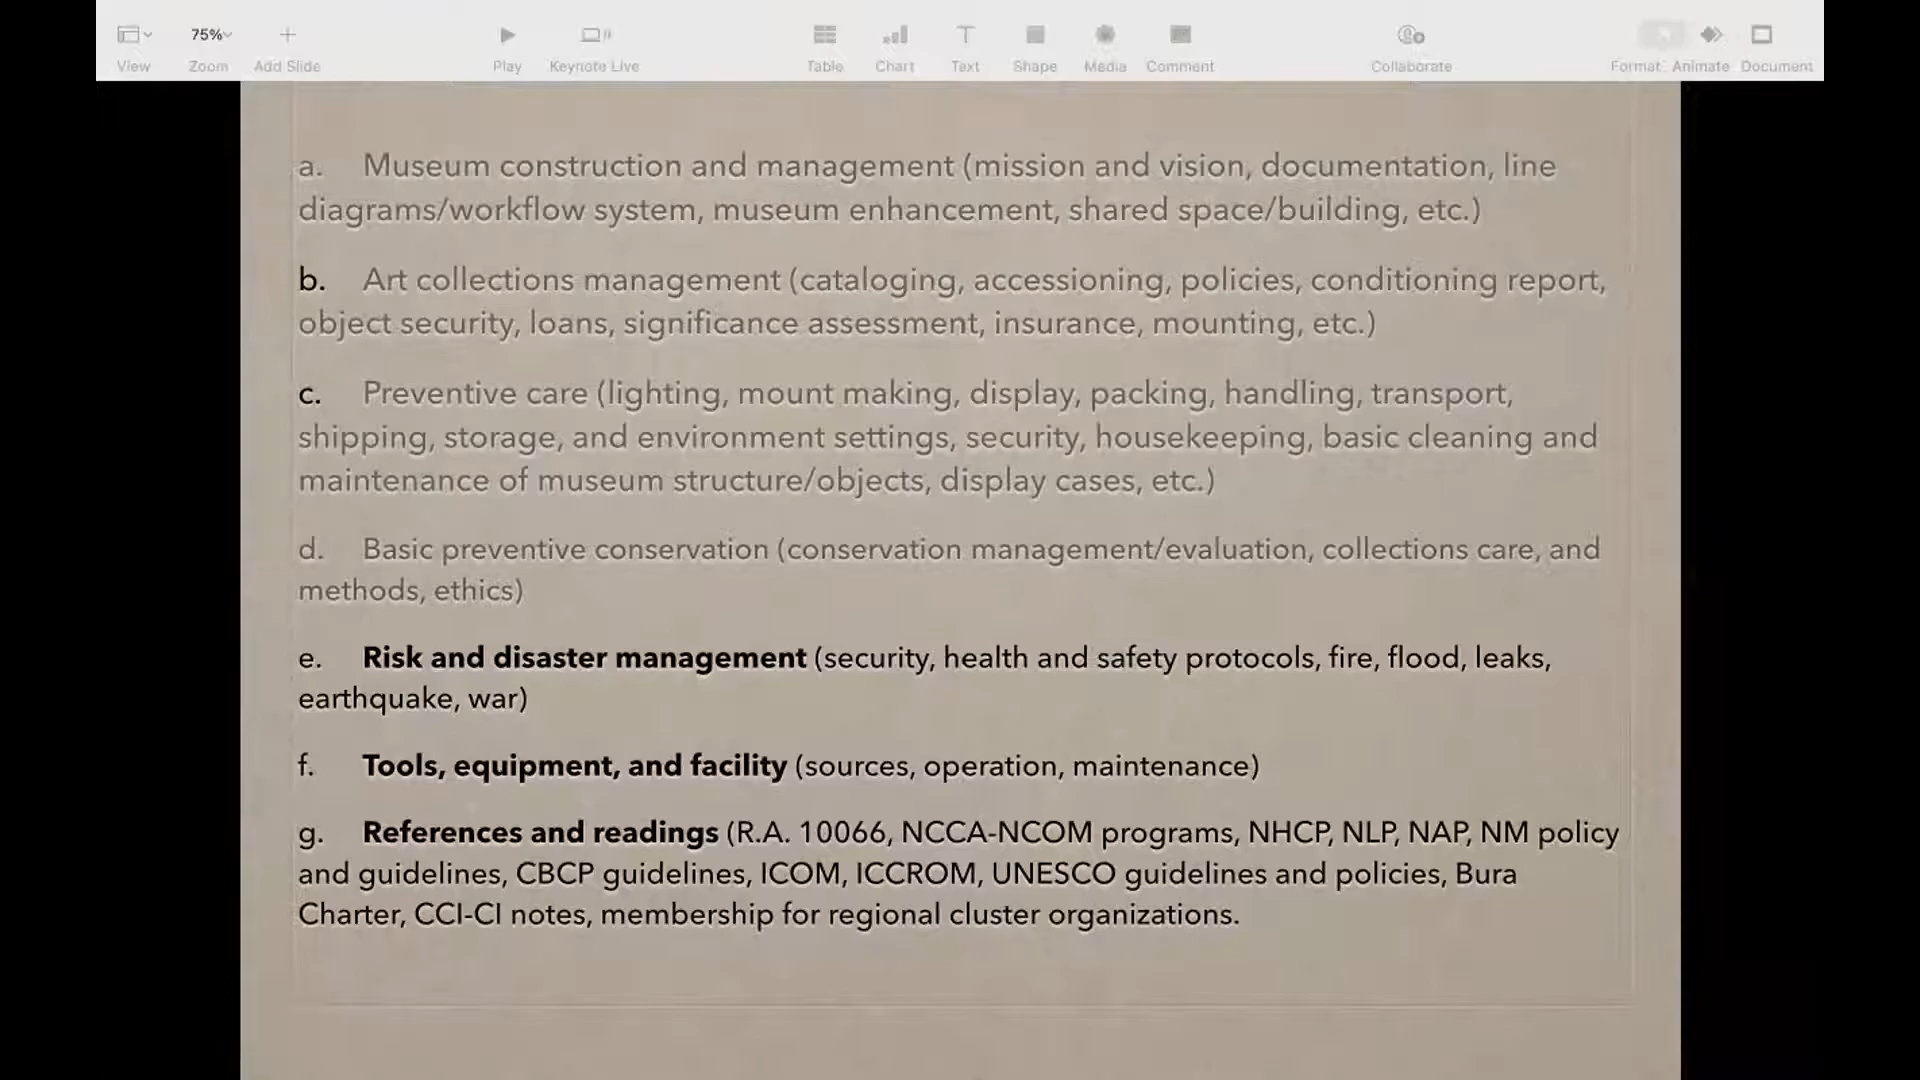 75%
View
Zoom
Add Slide
Play
Keynote Live
Table
Chart
Text
Shape
Media
Comment
Collaborate
Format
Animate
Document
a. Museum construction and management (mission and vision, documentation, line
diagrams/workflow system, museum enhancement, shared space/building, etc.)
b. Art collections management (cataloging, accessioning, policies, conditioning report,
object security, loans, significance assessment, insurance, mounting, etc.)
c. Preventive care (lighting, mount making, display, packing, handling, transport,
shipping, storage, and environment settings, security, housekeeping, basic cleaning and
maintenance of museum structure/objects, display cases, etc.)
d. Basic preventive conservation (conservation management/evaluation, collections care, and
methods, ethics)
e. Risk and disaster management (security, health and safety protocols, fire, flood, leaks,
earthquake, war)
f. Tools, equipment, and facility (sources, operation, maintenance)
g. References and readings (R.A. 10066, NCCA-NCOM programs, NHCP, NLP, NAP, NM policy
and guidelines, CBCP guidelines, ICOM, ICCROM, UNESCO guidelines and policies, Bura
Charter, CCI-CI notes, membership for regional cluster organizations.